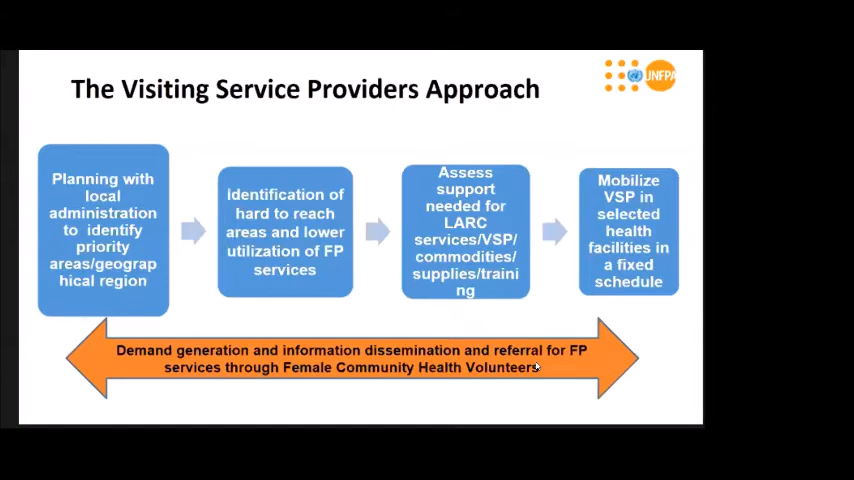 The Visiting Service Providers Approach
UNFPA
Planning with
local
administration
to identify
priority
areas/geograp
hical region
Identification of
hard to reach
areas and lower
utilization of FP
services
Assess
support
needed for
LARC
services/VSP/
commodities/
supplies/traini
ng
Mobilize
VSP in
selected
health
facilities in
a fixed
schedule
Demand generation and information dissemination and referral for FP
services through Female Community Health Volunteers